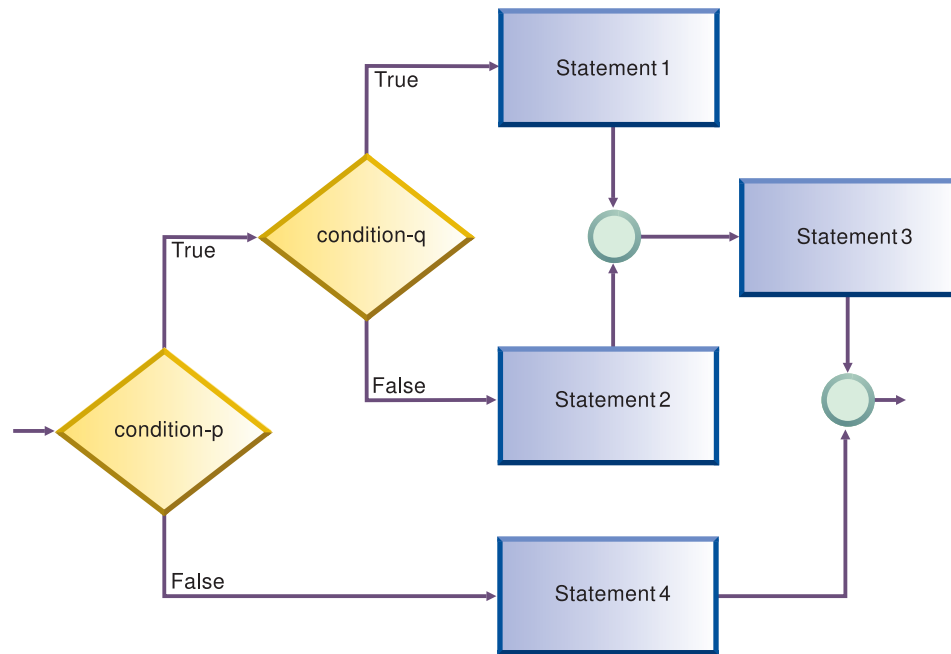 Statement 1
True
condition-q
Statement 3
True
False
Statement 2
condition-p
False
Statement 4